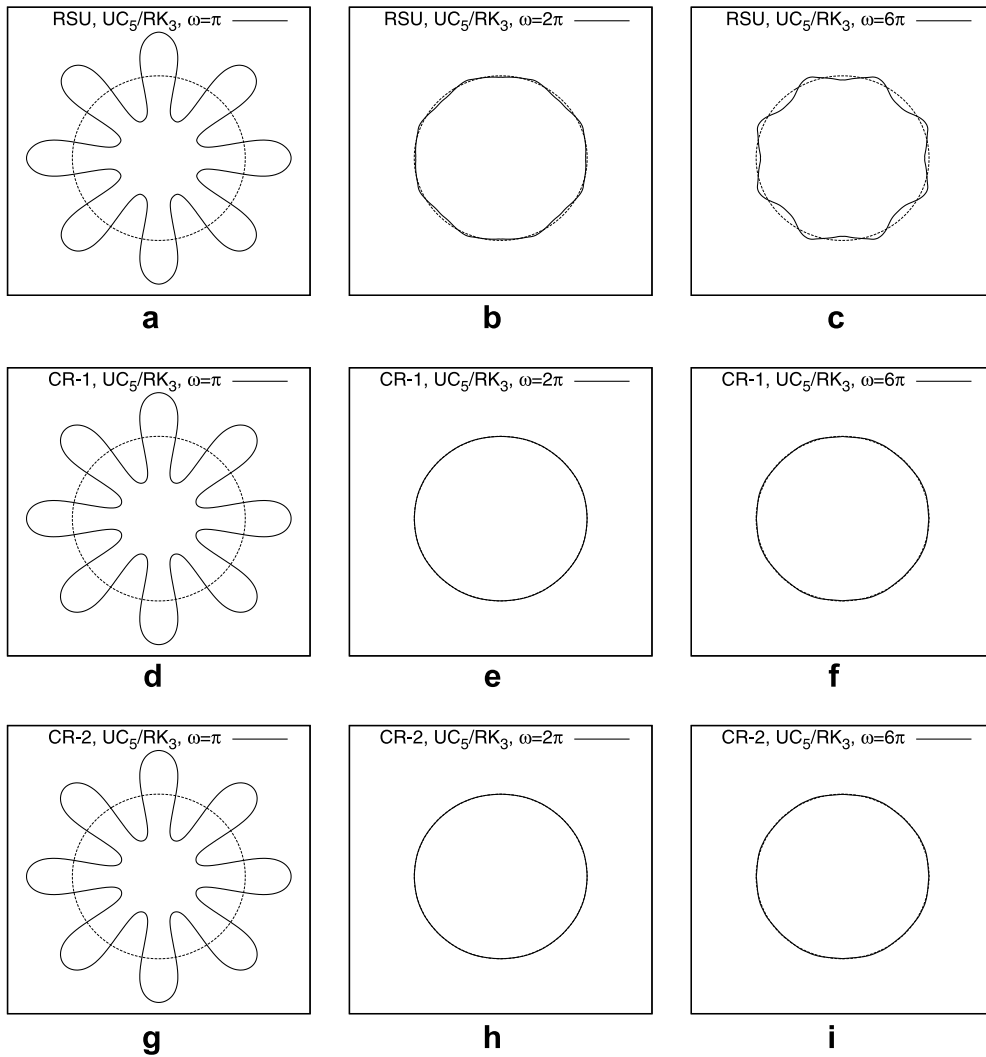 RSU, UC5/RK3, ω=π
RSU, UC5/RK3, ω=2π
RSU, UC5/RK3, ω=6π
a
b
c
CR-1, UC5/RK3, ω=π
CR-1, UC5/RK3, ω=2π
CR-1, UC5/RK3, ω=6π
d
e
f
CR-2, UC5/RK3, ω=π
CR-2, UC5/RK3, ω=2π
CR-2, UC5/RK3, ω=6π
g
h
i